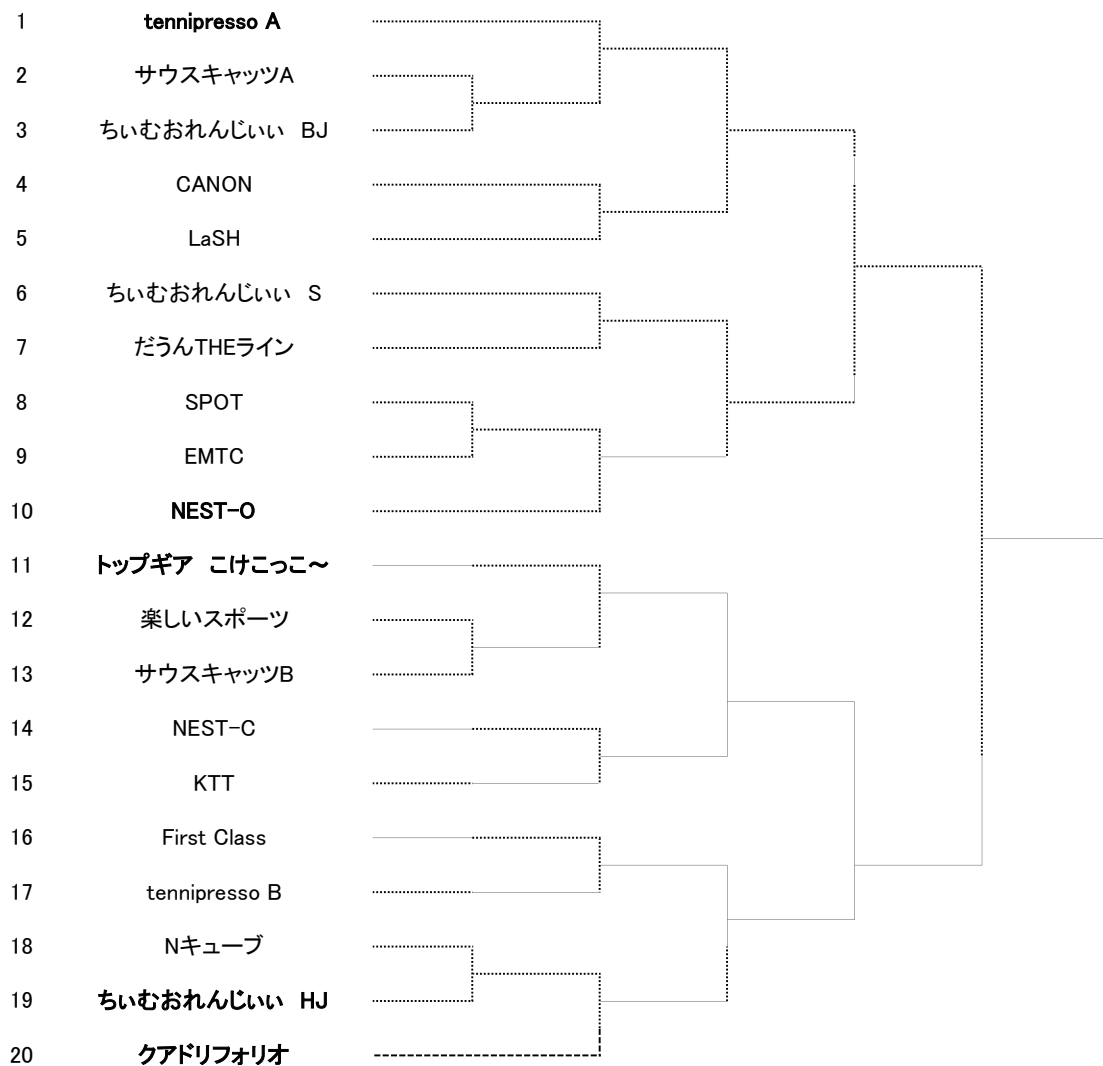 1 tennipresso A
2 サウスキャッツA
3 ちぃむおれんじぃぃ BJ
4 CANON
5 LaSH
6 ちぃむおれんじぃぃ S
7 だうんTHEライン
8 SPOT
9 EMTC
10 NEST-O
11 トップギア こけこっこ～
12 楽しいスポーツ
13 サウスキャッツB
14 NEST-C
15 KTT
16 First Class
17 tennipresso B
18 Nキューブ
19 ちぃむおれんじぃぃ HJ
20 クアドリフォリオ